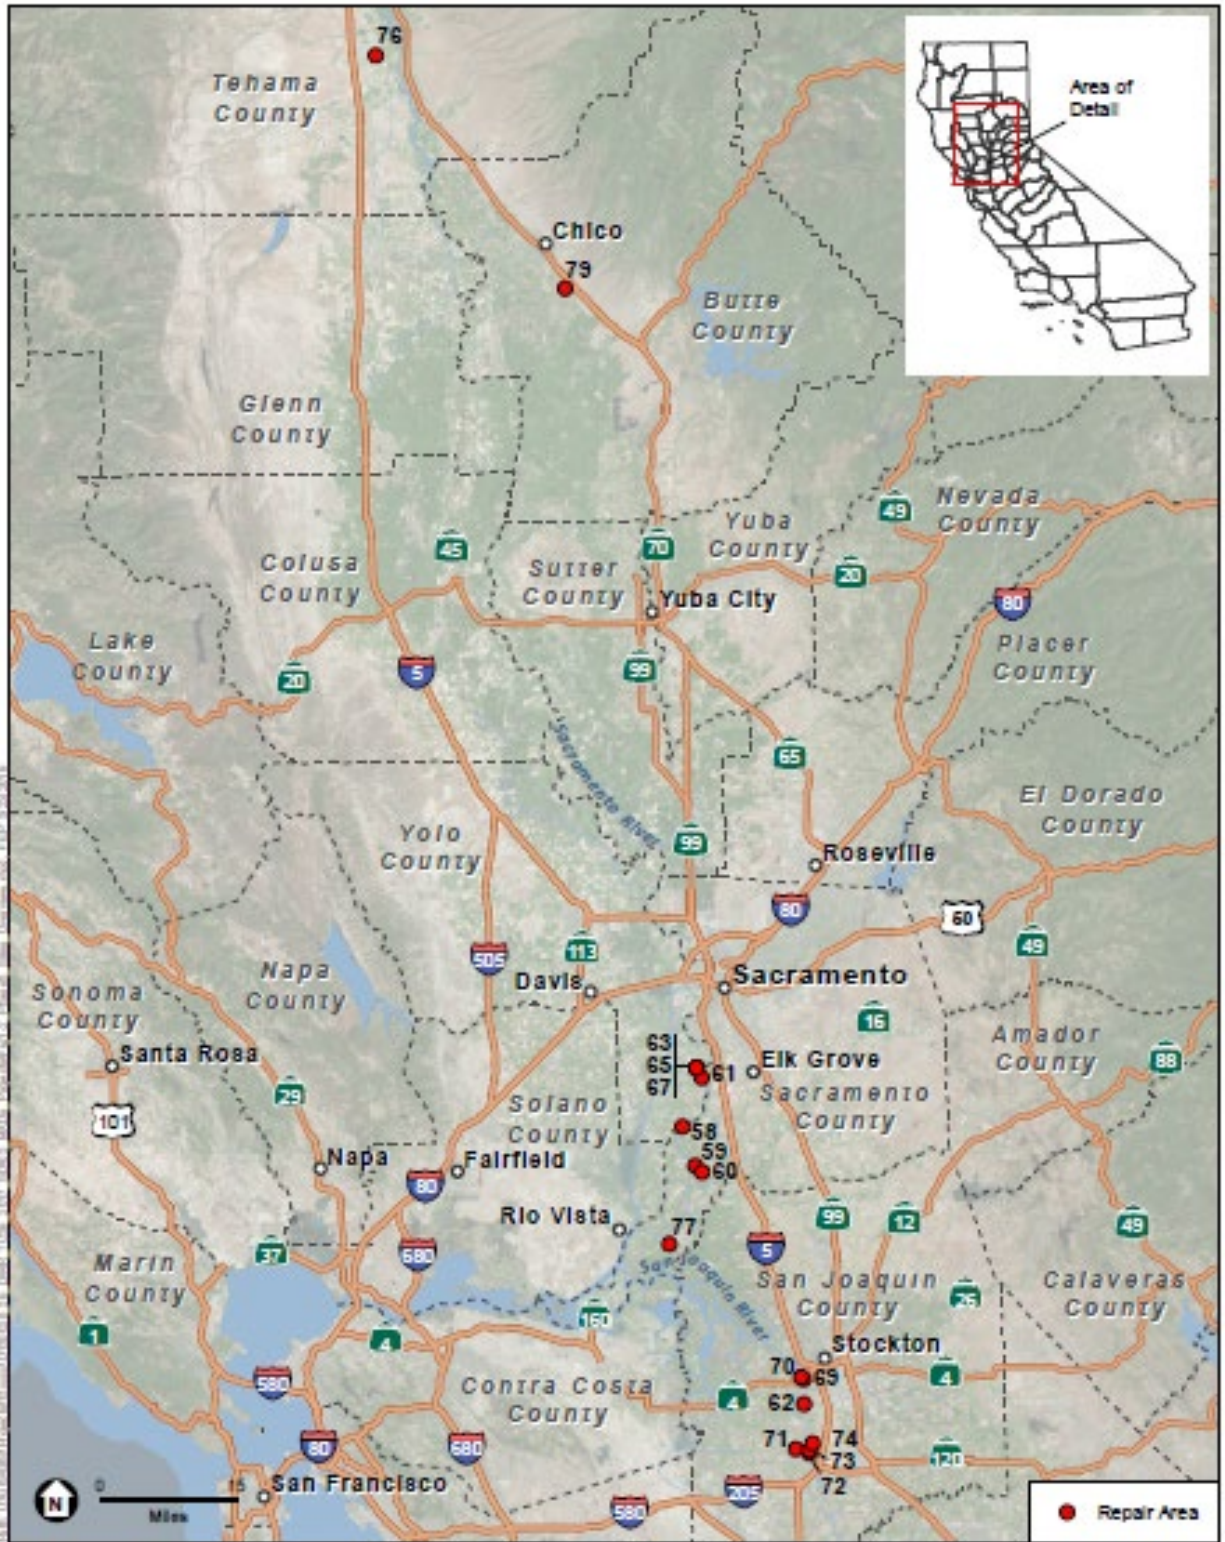 76
Tehama
County
Area of
Detail
Chico
79
Butte
County
Glenn
County
49
Nevada
County
45
70
Yuba
County
Colusa
County
Sutter
County
20
Yuba City
80
Lake
County
20
5
99
Placer
County
65
Sacramento River
El Dorado
County
Yolo
County
99
Roseville
80
60
49
113
505
Napa
County
Davis
Sacramento
Sonoma
County
16
Amador
County
Santa Rosa
63
65
67
61
Elk Grove
88
29
Solano
County
Sacramento
County
101
58
59
60
Napa
Fairfield
80
Rio Vista
77
99
12
49
37
680
5
San Joaquin River
Marin
County
San Joaquin
County
26
Calaveras
County
1
4
160
Stockton
70
69
4
580
Contra Costa
County
4
62
80
680
71
74
73
72
120
San Francisco
205
580
N
0
15
Miles
Repair Area